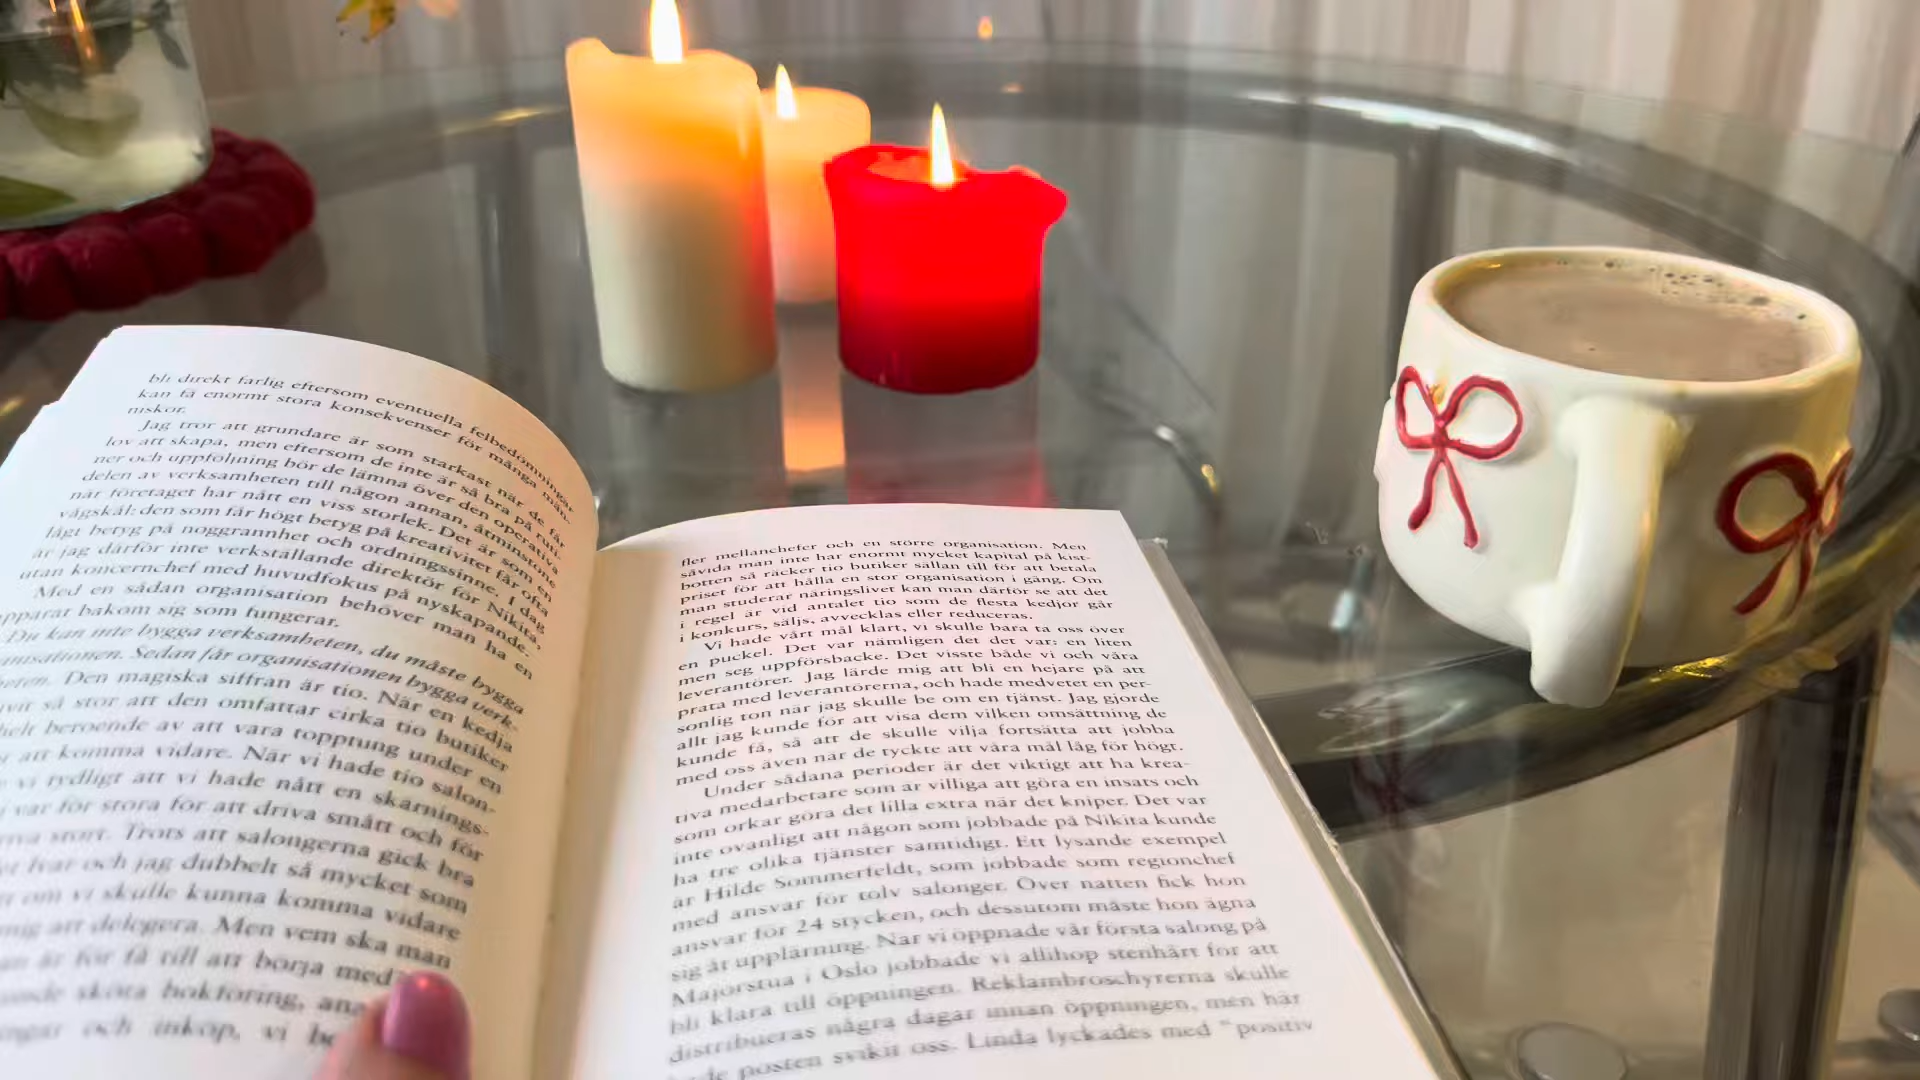 bli direkt farlig eftersom eventuella felbedömningar
kan få enormt stora konsekvenser för många män-
niskor.
Jag tror att grundare är som starkast när de får
lov att skapa, men eftersom de inte är så bra på ruti-
ner och uppföljning bör de lämna över den operativa
delen av verksamheten till någon annan, åtminstone
när företaget har nått en viss storlek. Det är som en
vågskål: den som får högt betyg på kreativitet får ofta
lågt betyg på noggrannhet och ordningssinne. I dag
är jag därför inte verkställande direktör för Nikita,
utan koncernchef med huvudfokus på nyskapande.
Med en sådan organisation behöver man ha en
apparat bakom sig som fungerar.
Du kan inte bygga verksamheten, du måste bygga
organisationen. Sedan får organisationen bygga verk-
Den magiska siffran är tio. När en kedja
så stor att den omfattar cirka tio butiker
helt beroende av att vara topptung under en
att komma vidare. När vi hade tio salon-
vi tydligt att vi hade nått en skärnings-
var för stora för att driva smått och för
stort. Trots att salongerna gick bra
Ivar och jag dubbelt så mycket som
om vi skulle kunna komma vidare
mig att delegera. Men vem ska man
är för få till att börja med
sköta bokföring,
och inköp, vi
fler mellanchefer och en större organisation. Men
såvida man inte har enormt mycket kapital på kist-
botten så räcker tio butiker sällan till för att betala
priset för att hålla en stor organisation i gång. Om
man studerar näringslivet kan man därför se att det
i regel är vid antalet tio som de flesta kedjor går
i konkurs, säljs, avvecklas eller reduceras.
Vi hade vårt mål klart, vi skulle bara ta oss över
en puckel. Det var nämligen det det var: en liten
men seg uppförsbacke. Det visste både vi och våra
leverantörer. Jag lärde mig att bli en hejare på att
prata med leverantörerna, och hade medvetet en per-
sonlig ton när jag skulle be om en tjänst. Jag gjorde
allt jag kunde för att visa dem vilken omsättning de
kunde få, så att de skulle vilja fortsätta att jobba
med oss även när de tyckte att våra mål låg för högt.
Under sådana perioder är det viktigt att ha krea-
tiva medarbetare som är villiga att göra en insats och
som orkar göra det lilla extra när det kniper. Det var
inte ovanligt att någon som jobbade på Nikita kunde
ha tre olika tjänster samtidigt. Ett lysande exempel
är Hilde Sommerfeldt, som jobbade som regionchef
med ansvar för tolv salonger. Över natten fick hon
ansvar för 24 stycken, och dessutom måste hon ägna
sig åt upplärning. När vi öppnade vår första salong på
Majorstua i Oslo jobbade vi allihop stenhårt för att
bli klara till öppningen. Reklambroschyrerna skulle
distribueras några dagar innan öppningen, men här
hade posten svikit oss. Linda lyckades med "positiv